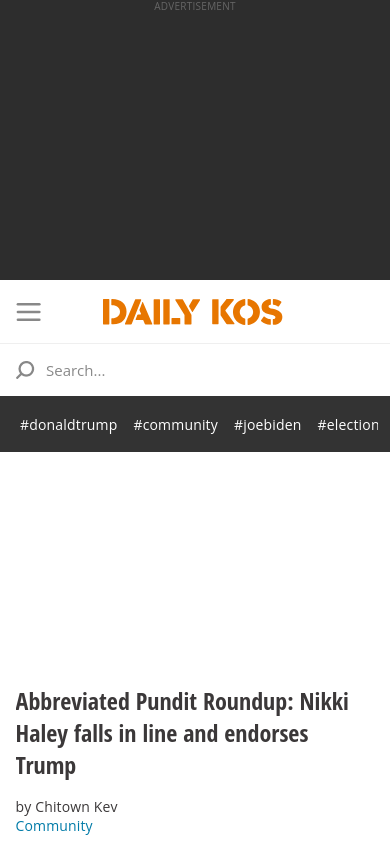 ADVERTISEMENT
DAILY KOS
Search...
#donaldtrump #community #joebiden #election
Abbreviated Pundit Roundup: Nikki
Haley falls in line and endorses
Trump
by Chitown Kev
Community